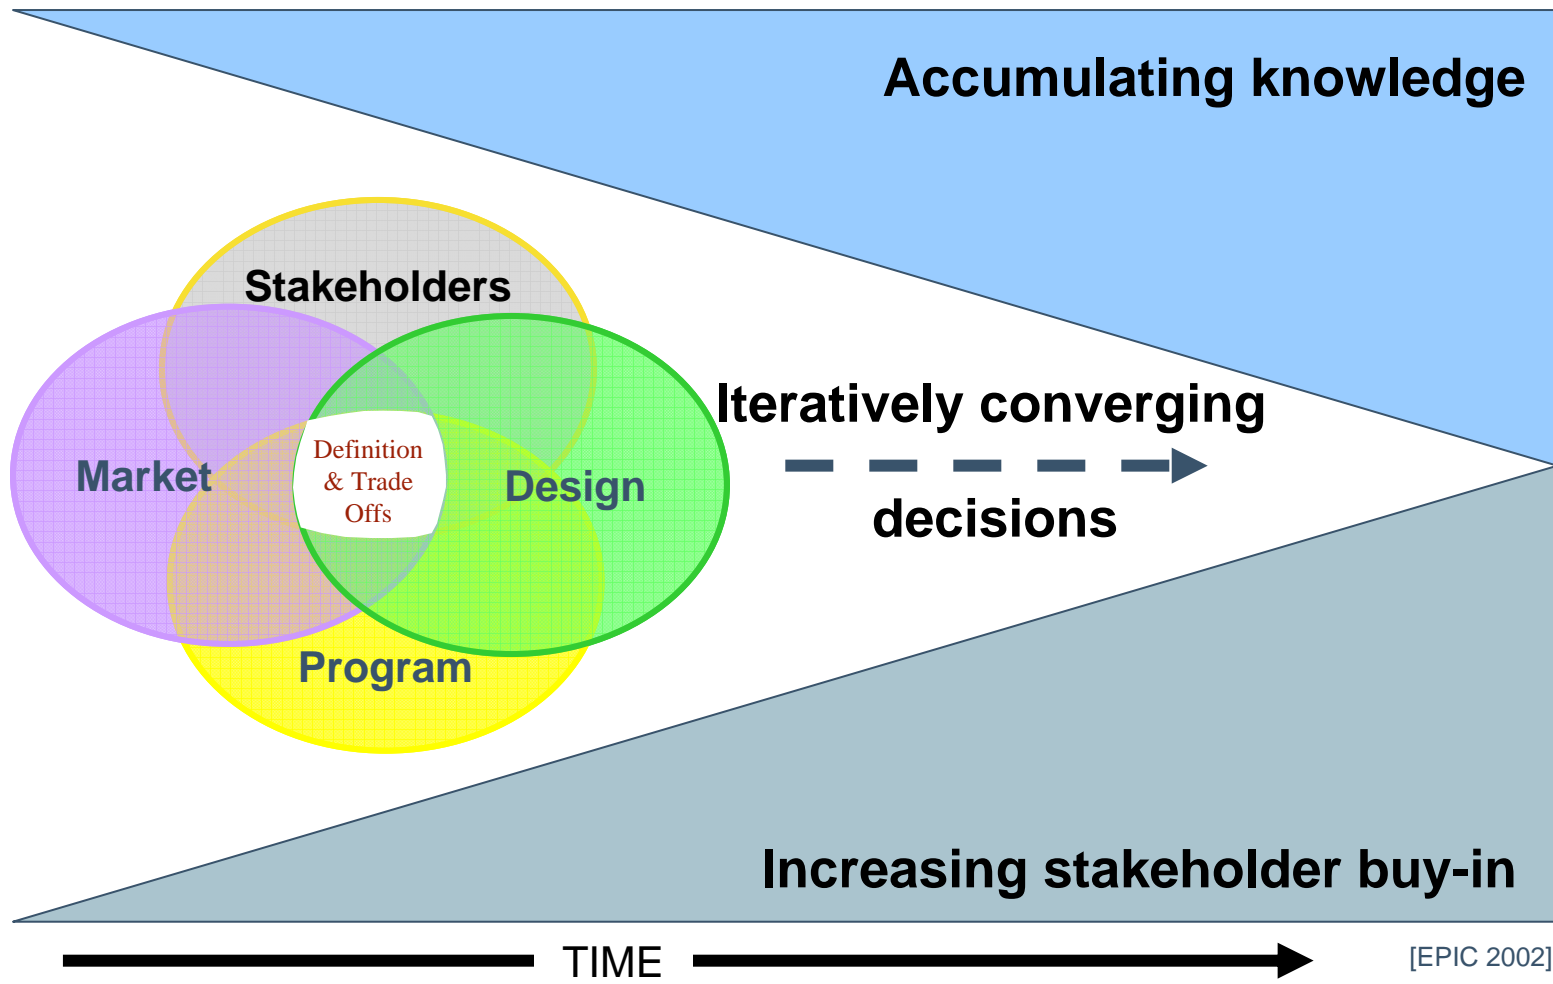 Accumulating knowledge
Stakeholders
Market
Definition
& Trade
Offs
Design
Program
Iteratively converging
decisions
Increasing stakeholder buy-in
TIME
[EPIC 2002]